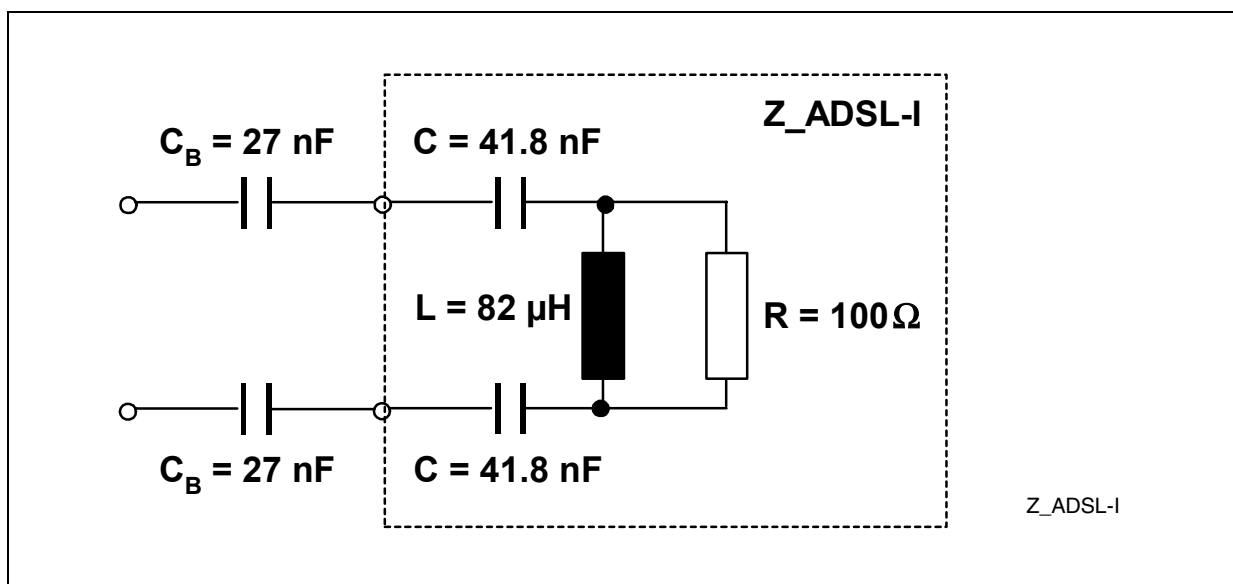 Z_ADSL-I
C_B = 27 nF
C = 41.8 nF
L = 82 µH
R = 100Ω
C_B = 27 nF
C = 41.8 nF
Z_ADSL-I